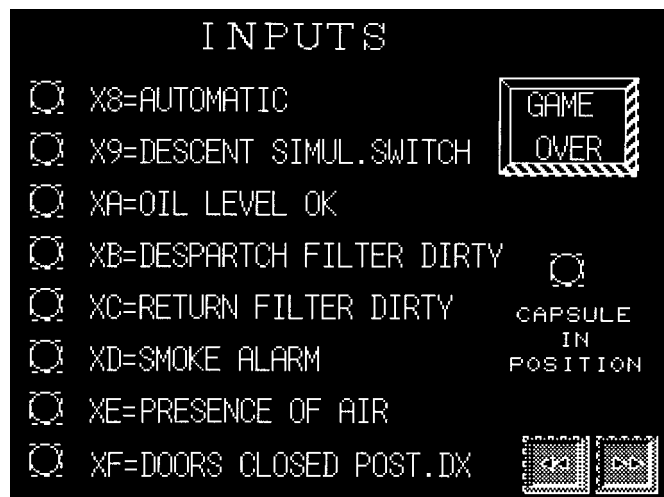 INPUTS
X8=AUTOMATIC
X9=DESCENT SIMUL.SWITCH
XA=OIL LEVEL OK
XB=DESPARTCH FILTER DIRTY
XC=RETURN FILTER DIRTY
XD=SMOKE ALARM
XE=PRESENCE OF AIR
XF=DOORS CLOSED POST.DX
GAME
OVER
CAPSULE
IN
POSITION